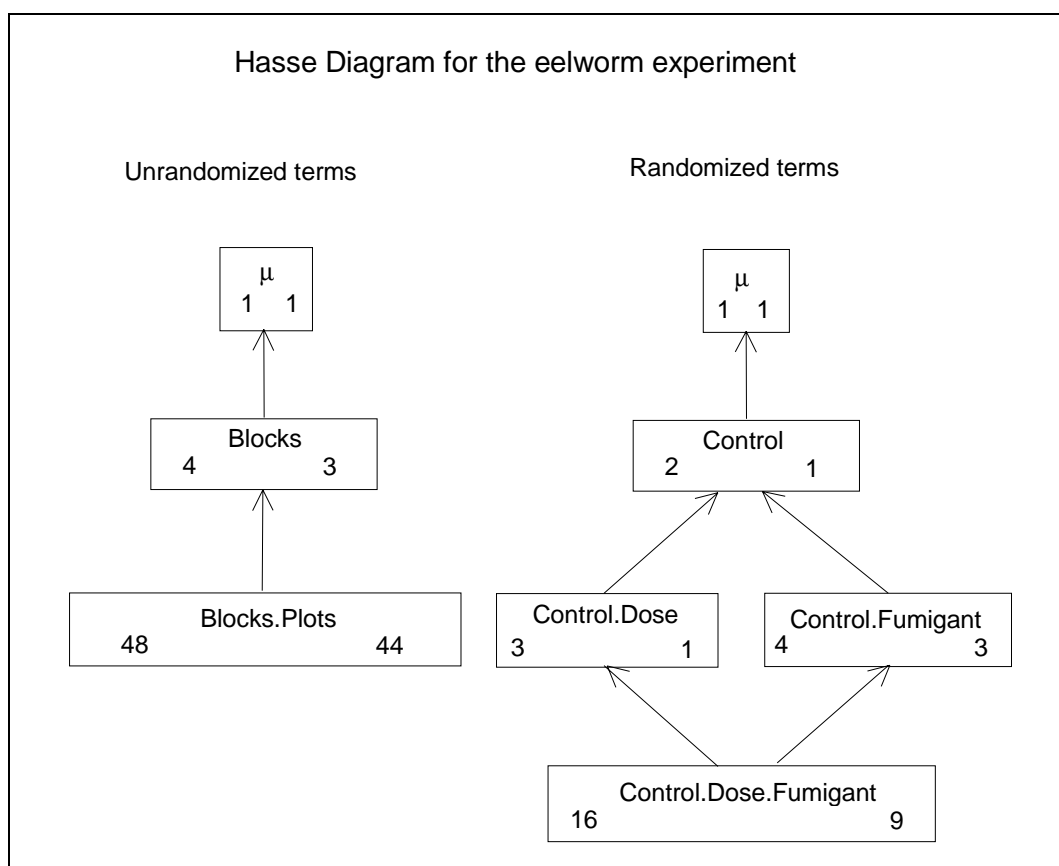 Hasse Diagram for the eelworm experiment
Unrandomized terms
Randomized terms
μ
1 1
Blocks
4 3
Blocks.Plots
48 44
μ
1 1
Control
2 1
Control.Dose
3 1
Control.Fumigant
4 3
Control.Dose.Fumigant
16 9